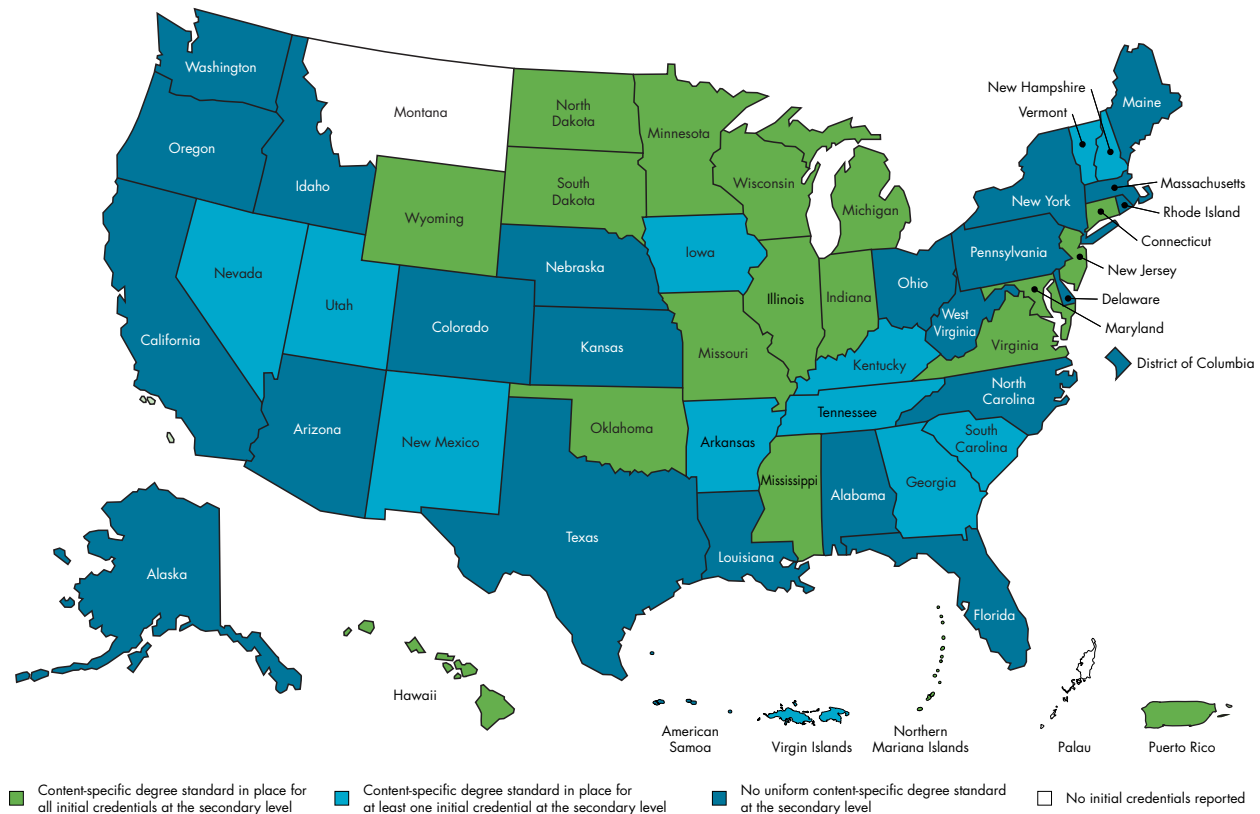 Washington
Montana
North
Dakota
Minnesota
New Hampshire
Vermont
Maine
Oregon
Idaho
South
Dakota
Wisconsin
Michigan
Massachusetts
New York
Rhode Island
Wyoming
Connecticut
Iowa
Pennsylvania
Nebraska
New Jersey
Nevada
Ohio
Illinois
Indiana
Delaware
Utah
West
Virginia
Maryland
Colorado
California
Kansas
Missouri
Virginia
District of Columbia
Kentucky
North
Carolina
Tennessee
Arizona
Oklahoma
New Mexico
Arkansas
South
Carolina
Mississippi
Georgia
Alabama
Texas
Louisiana
Alaska
Florida
Hawaii
American
Samoa
Virgin Islands
Northern
Mariana Islands
Palau
Puerto Rico
Content-specific degree standard in place for
all initial credentials at the secondary level
Content-specific degree standard in place for
at least one initial credential at the secondary level
No uniform content-specific degree standard
at the secondary level
No initial credentials reported